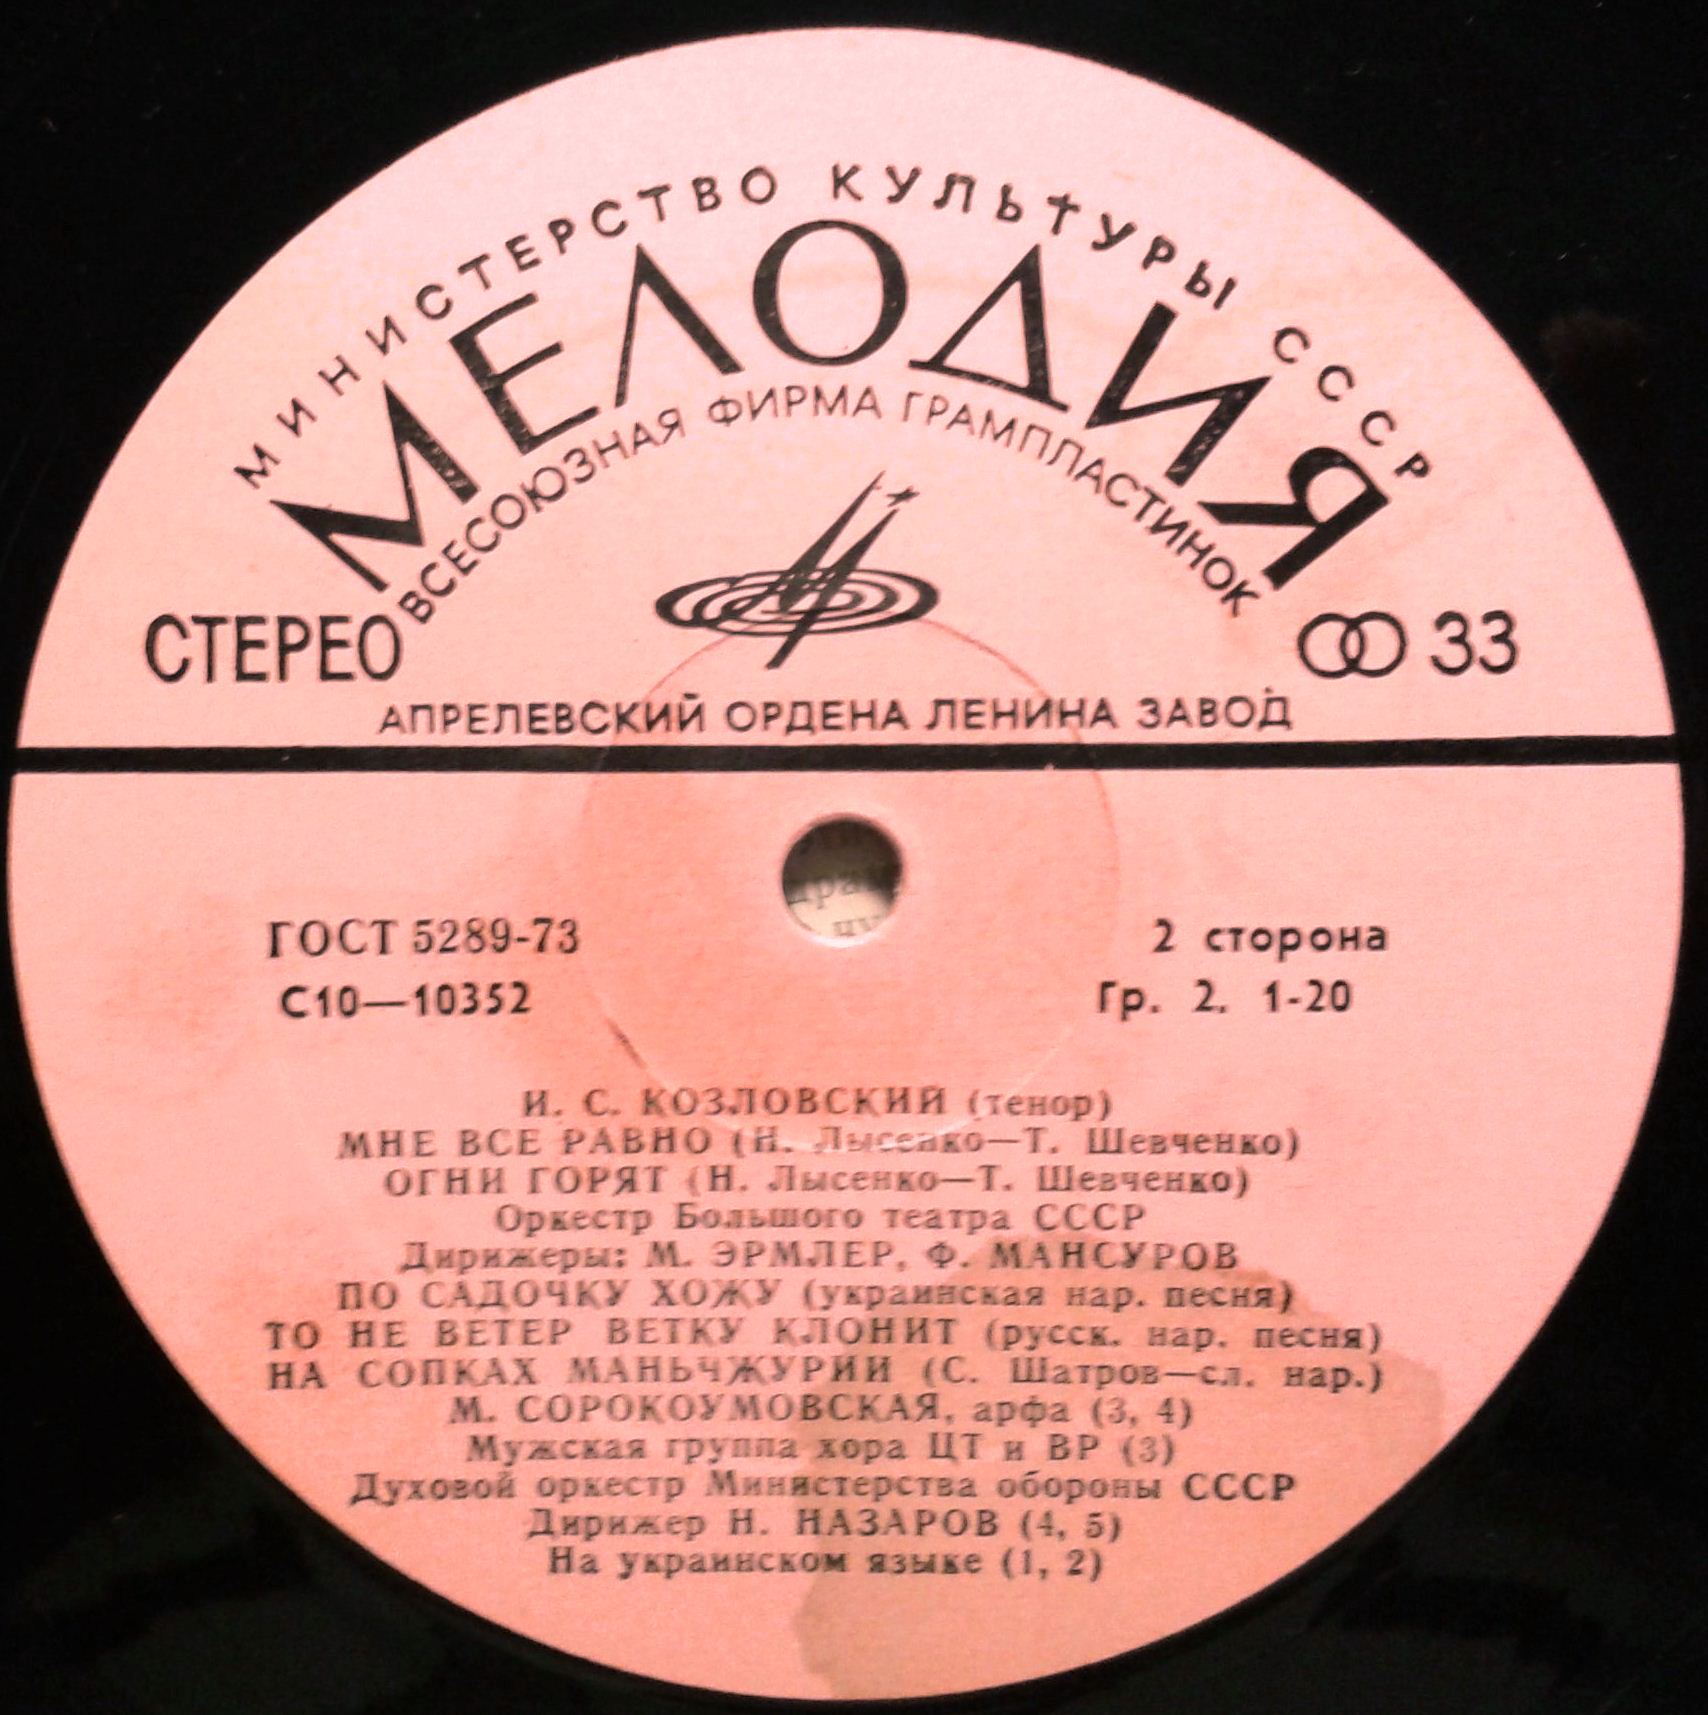 МИНИСТЕРСТВО КУЛЬТУРЫ СССР
МЕЛОДИЯ
ВСЕСОЮЗНАЯ ФИРМА ГРАМПЛАСТИНОК
СТЕРЕО 33
АПРЕЛЕВСКИЙ ОРДЕНА ЛЕНИНА ЗАВОД
ГОСТ 5289-73 2 сторона
С10—10352 Гр. 2. 1-20
И. С. КОЗЛОВСКИЙ (тенор)
МНЕ ВСЕ РАВНО (Н. Лысенко—Т. Шевченко)
ОГНИ ГОРЯТ (Н. Лысенко—Т. Шевченко)
Оркестр Большого театра СССР
Дирижеры: М. ЭРМЛЕР, Ф. МАНСУРОВ
ПО САДОЧКУ ХОЖУ (украинская нар. песня)
ТО НЕ ВЕТЕР ВЕТКУ КЛОНИТ (русск. нар. песня)
НА СОПКАХ МАНЬЧЖУРИИ (С. Шатров—сл. нар.)
М. СОРОКОУМОВСКАЯ, арфа (3, 4)
Мужская группа хора ЦТ и ВР (3)
Духовой оркестр Министерства обороны СССР
Дирижер Н. НАЗАРОВ (4, 5)
На украинском языке (1, 2)